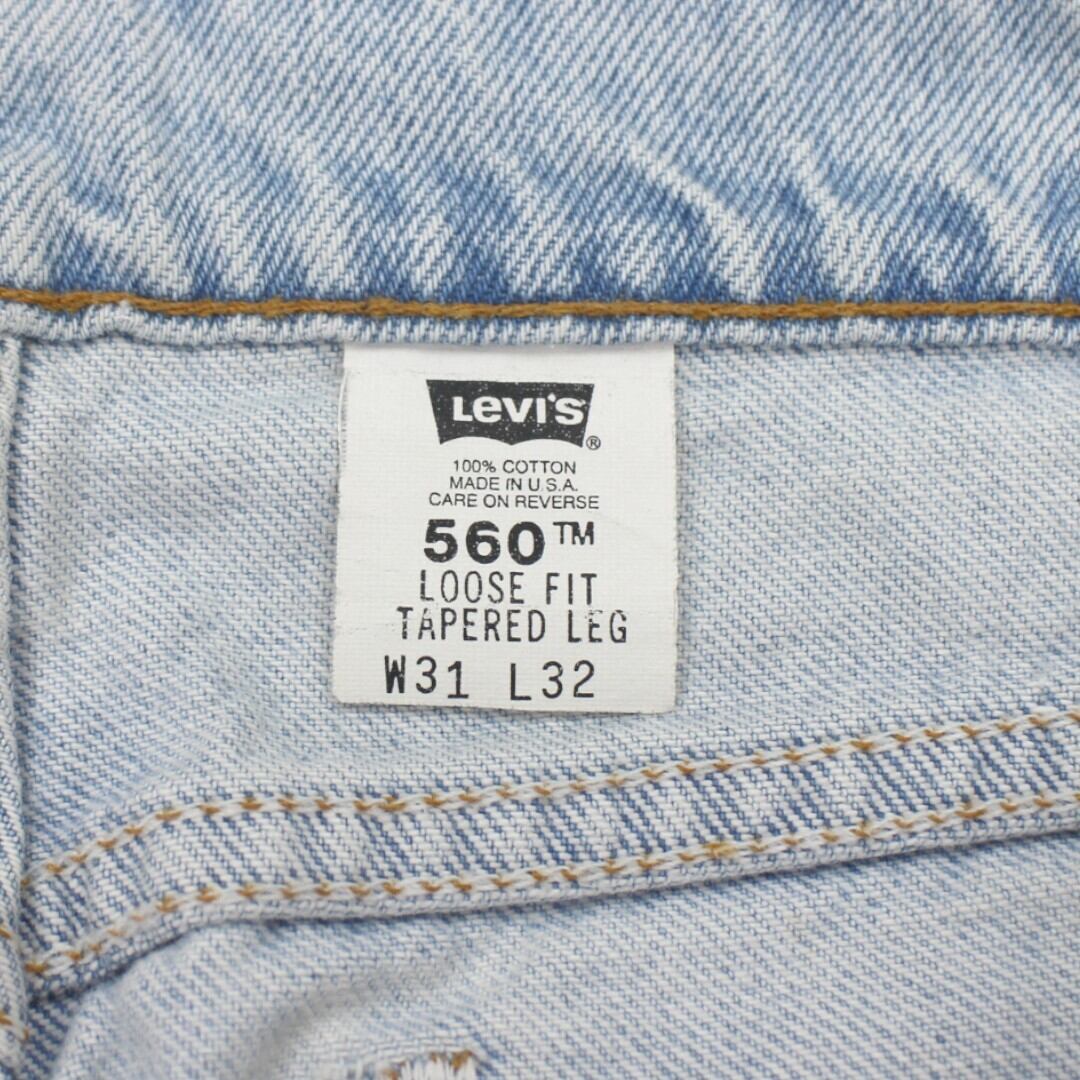 Levi's ®
100% COTTON
MADE IN U.S.A.
CARE ON REVERSE
560™
LOOSE FIT
TAPERED LEG
W31 L32